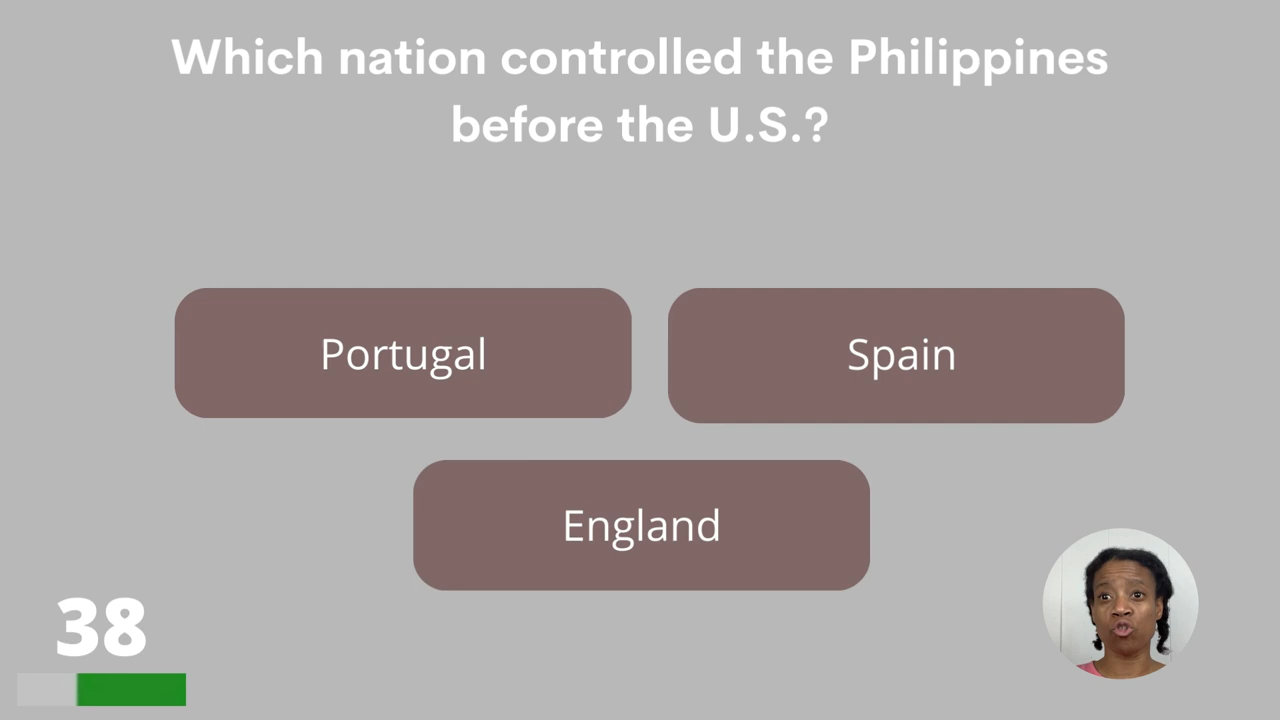 Which nation controlled the Philippines
before the U.S.?
Portugal
Spain
England
38